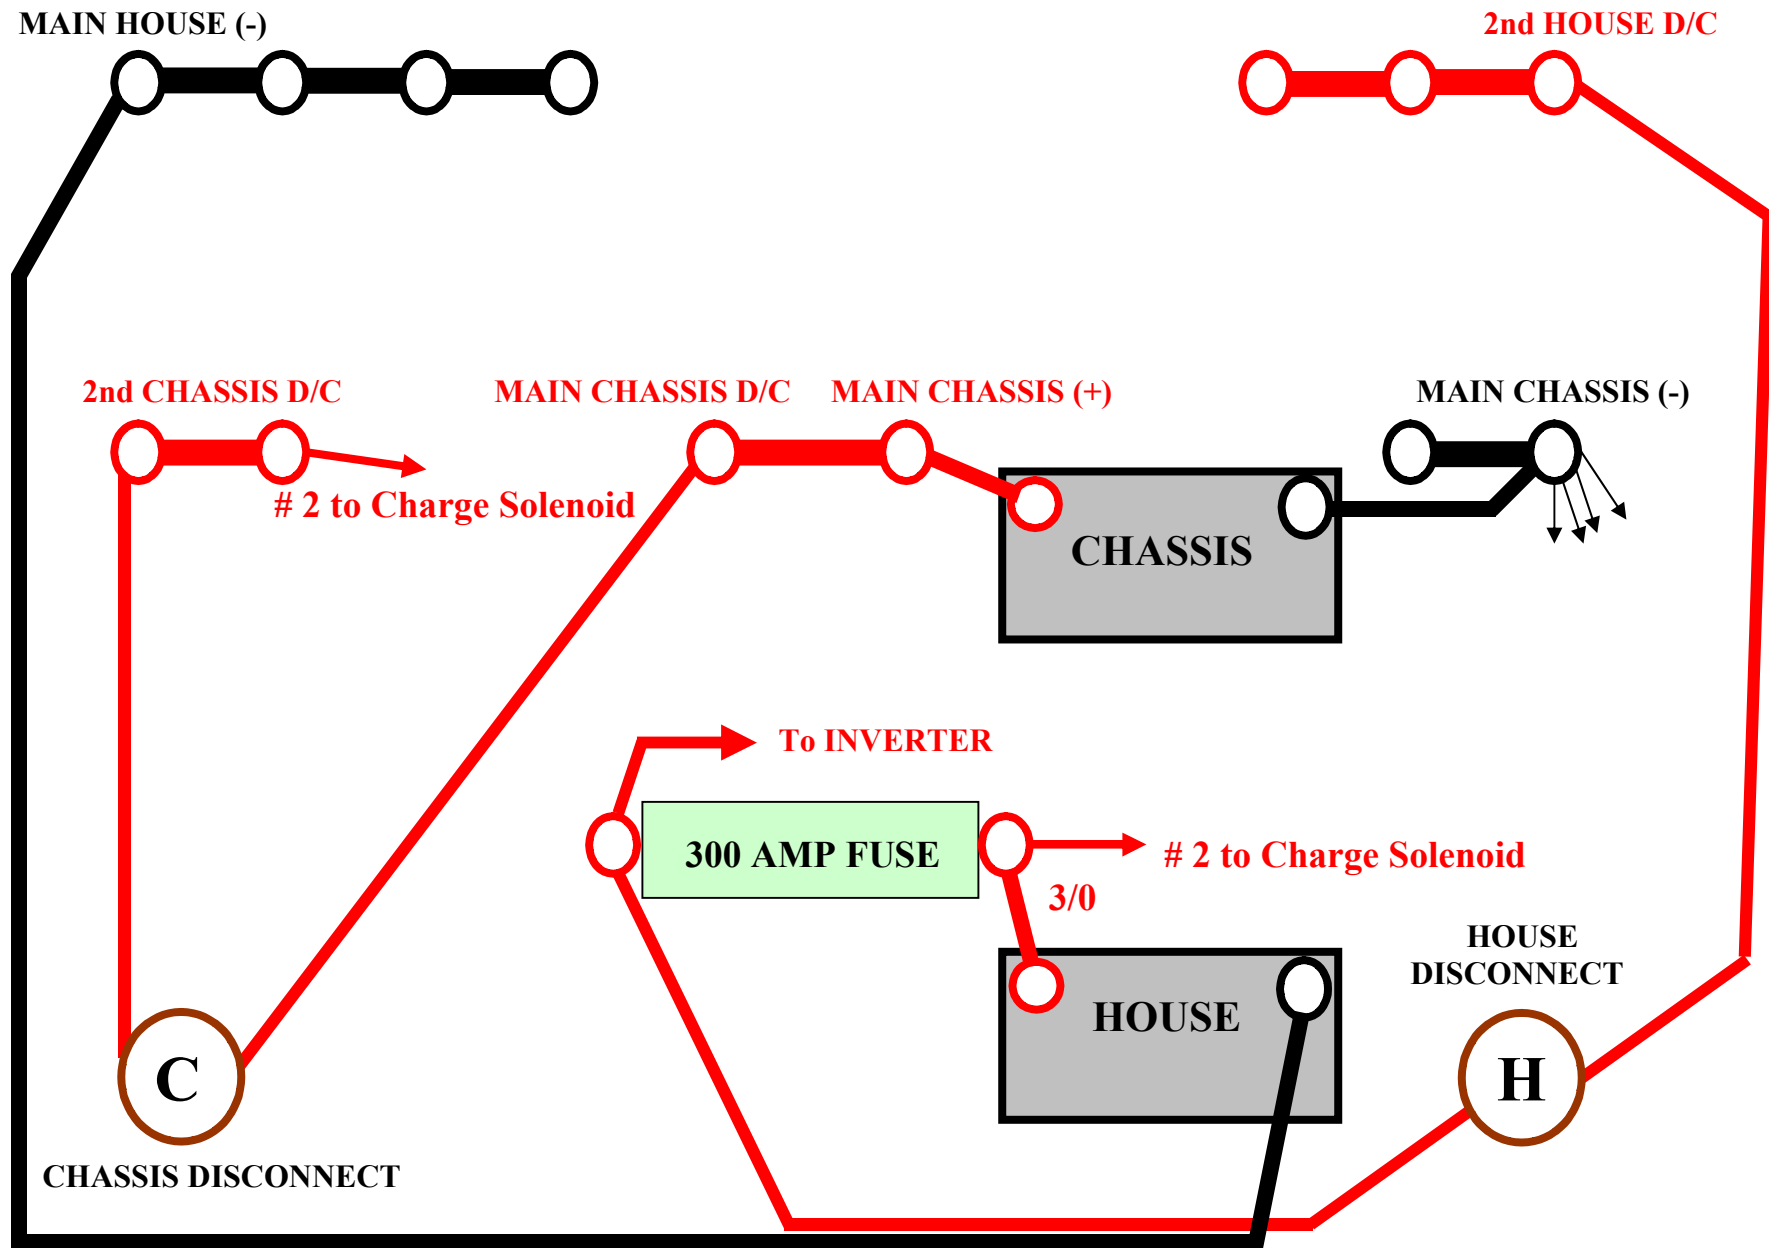 MAIN HOUSE (-)
2nd HOUSE D/C
2nd CHASSIS D/C
MAIN CHASSIS D/C
MAIN CHASSIS (+)
MAIN CHASSIS (-)
# 2 to Charge Solenoid
CHASSIS
To INVERTER
300 AMP FUSE
# 2 to Charge Solenoid
3/0
HOUSE
DISCONNECT
HOUSE
C
H
CHASSIS DISCONNECT